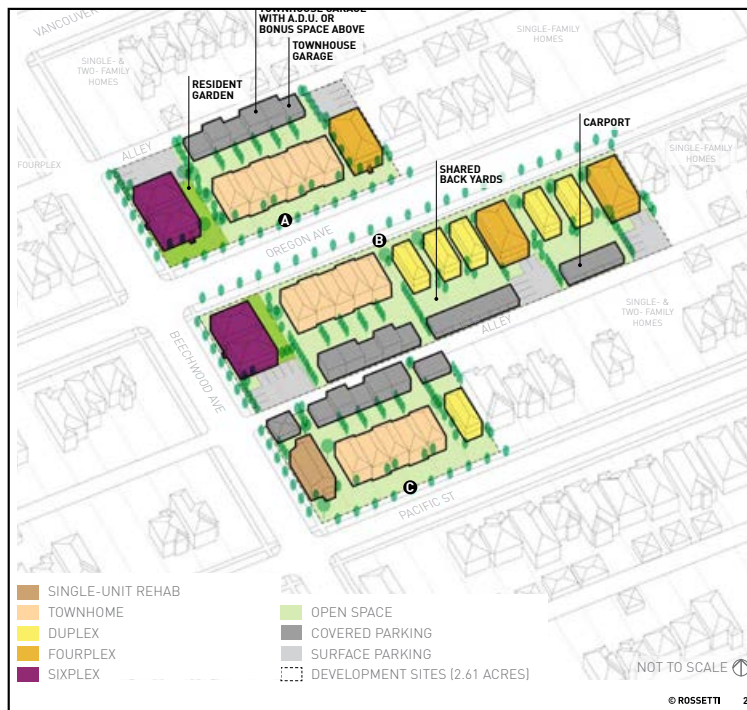 VANCOUVER
TOWNHOUSE GARAGE
WITH A.D.U. OR
BONUS SPACE ABOVE
TOWNHOUSE
GARAGE
SINGLE-FAMILY
HOMES
SINGLE- &
TWO- FAMILY
HOMES
RESIDENT
GARDEN
ALLEY
CARPORT
FOURPLEX
SHARED
BACK YARDS
SINGLE-FAMILY
HOMES
A
OREGON AVE
B
BEECHWOOD AVE
ALLEY
SINGLE- &
TWO- FAMILY
HOMES
C
PACIFIC ST
SINGLE-UNIT REHAB
TOWNHOME
DUPLEX
FOURPLEX
SIXPLEX
OPEN SPACE
COVERED PARKING
SURFACE PARKING
DEVELOPMENT SITES (2.61 ACRES)
NOT TO SCALE
© ROSSETTI 2